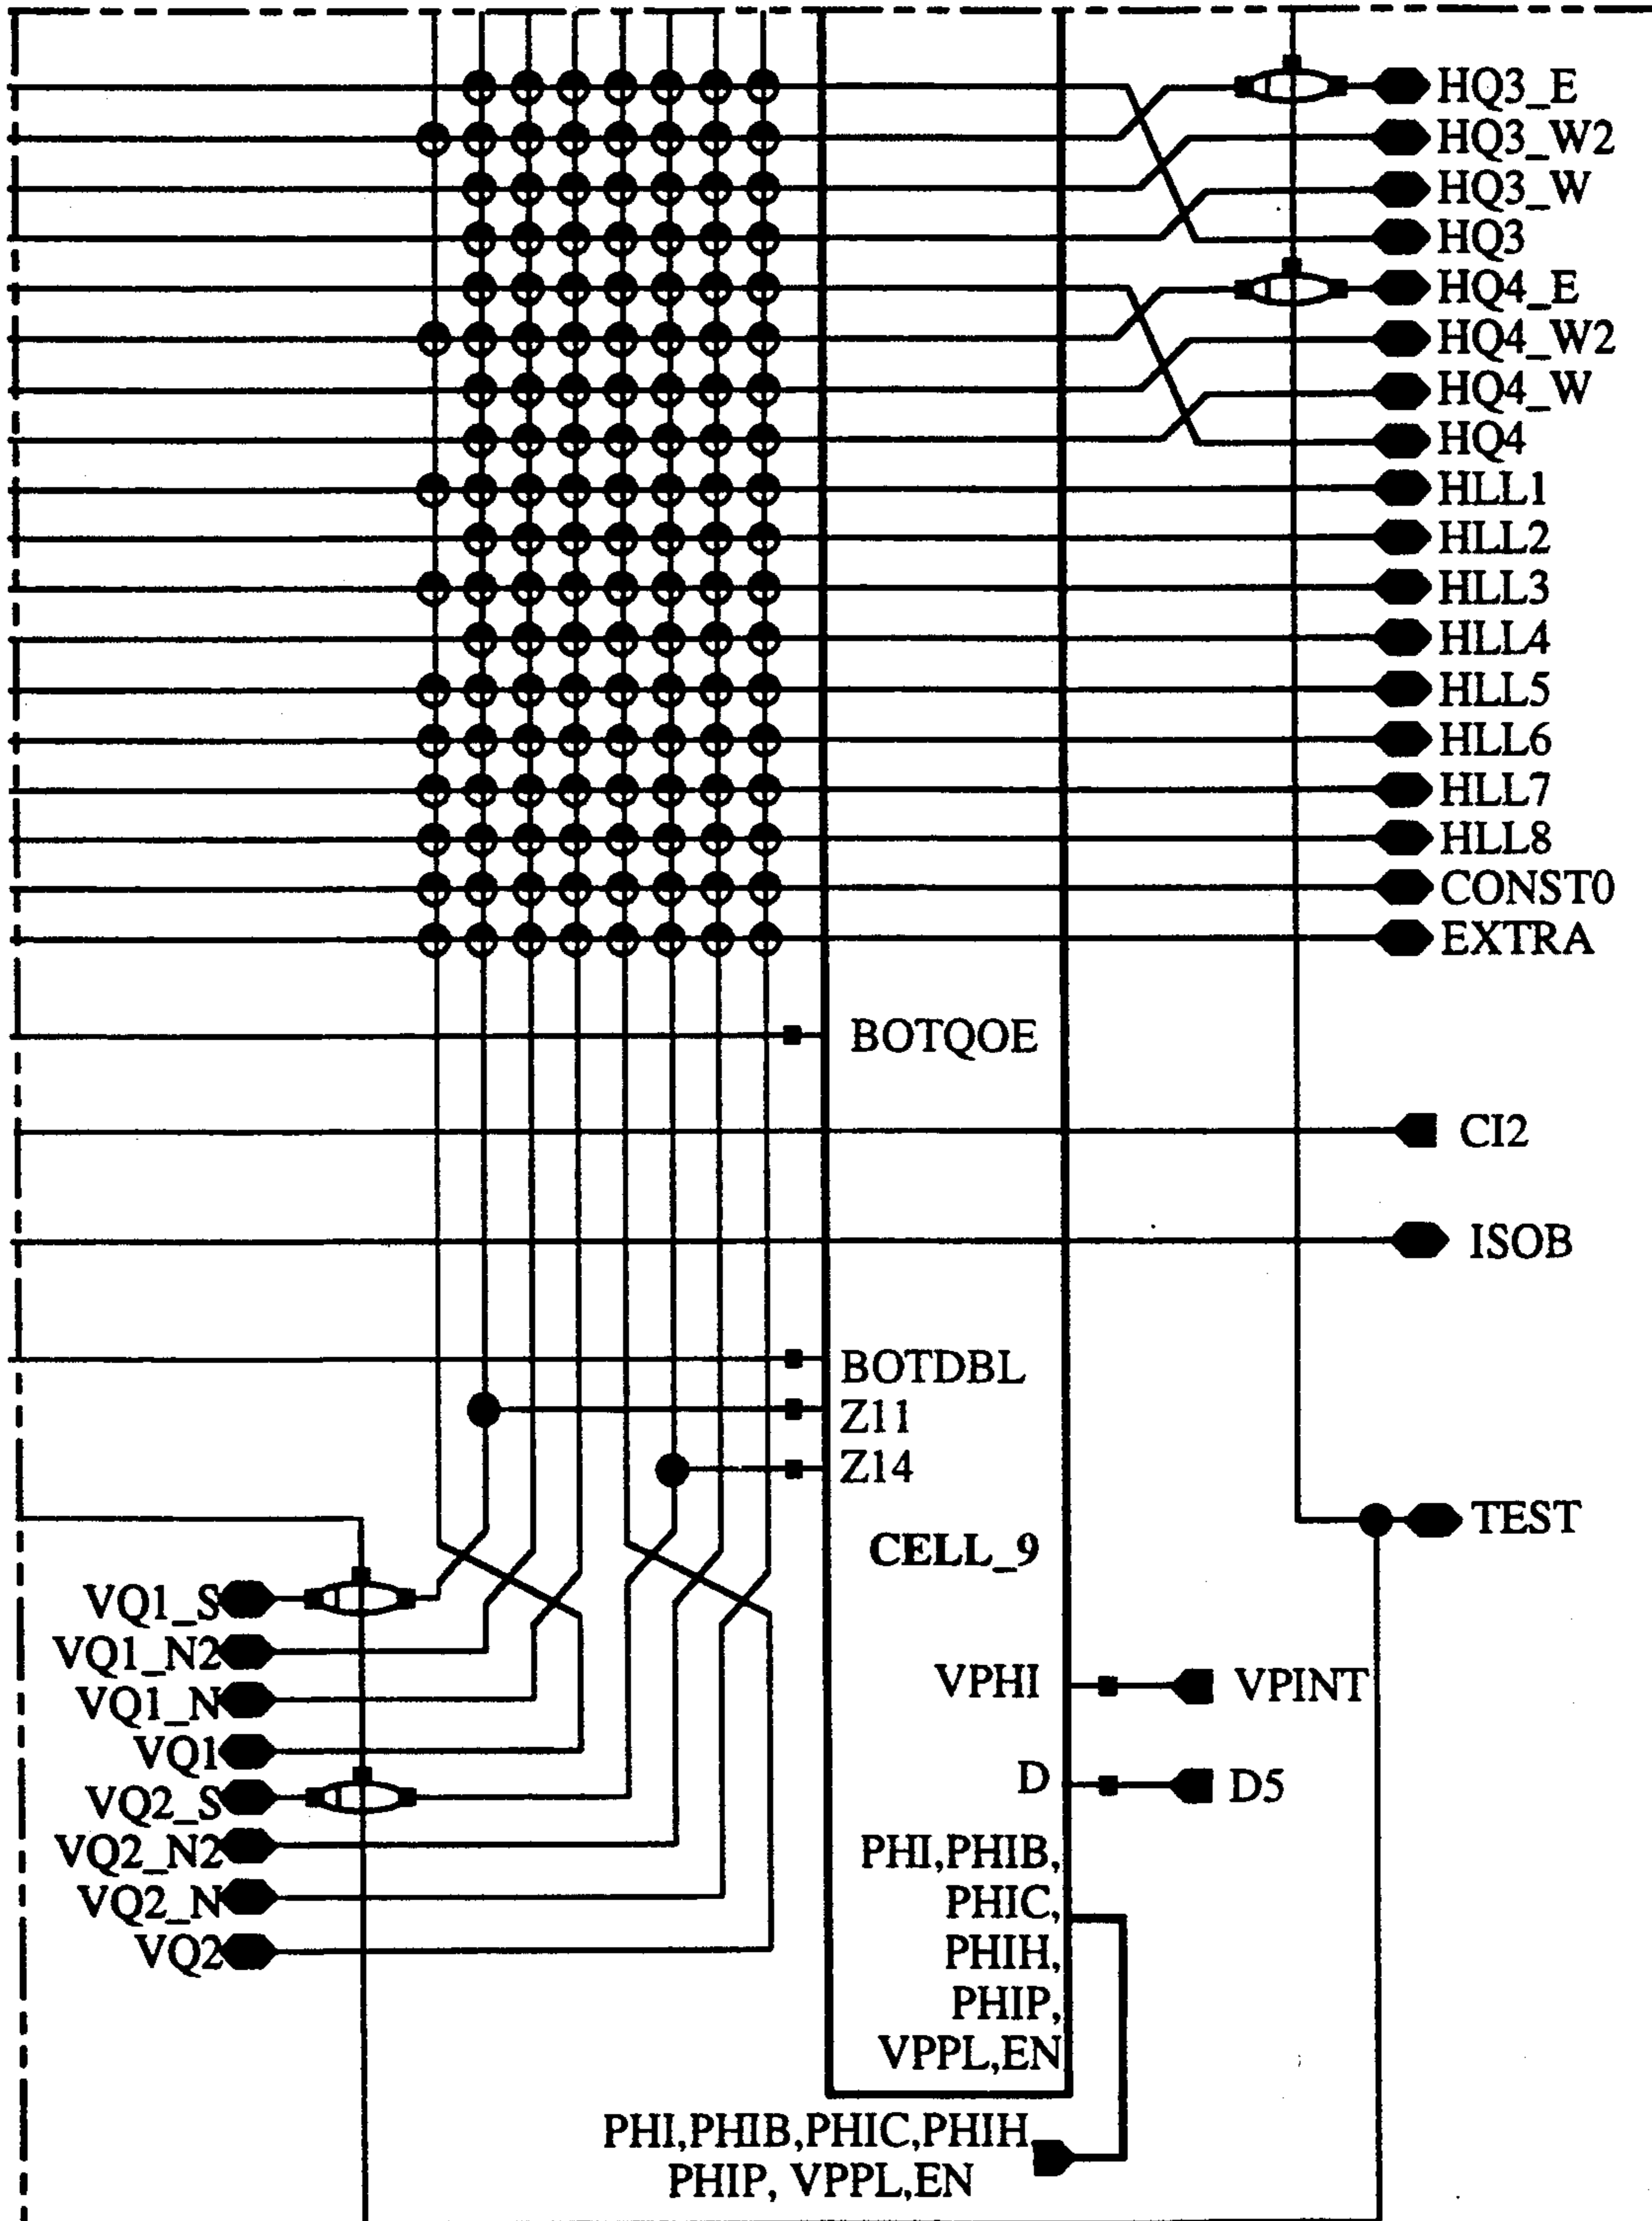 HQ3_E
HQ3_W2
HQ3_W
HQ3
HQ4_E
HQ4_W2
HQ4_W
HQ4
HLL1
HLL2
HLL3
HLL4
HLL5
HLL6
HLL7
HLL8
CONST0
EXTRA
BOTQOE
CI2
ISOB
BOTDBL
Z11
Z14
TEST
CELL_9
VQ1_S
VQ1_N2
VQ1_N
VQ1
VQ2_S
VQ2_N2
VQ2_N
VQ2
VPHI
VPINT
D
D5
PHI,PHIB,
PHIC,
PHIH,
PHIP,
VPPL,EN
PHI,PHIB,PHIC,PHIH
PHIP, VPPL,EN